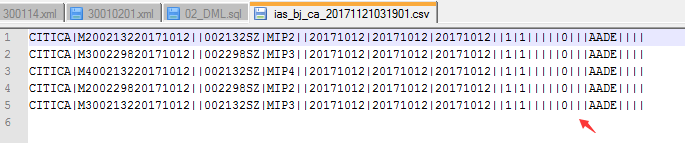 300114.xml 30010201.xml 02_DML.sql ias_bj_ca_20171121031901.csv
1 CITICA|M200213220171012||002132SZ|MIP2||20171012|20171012|20171012||1|1|||||0|||AADE||||
2 CITICA|M300229820171012||002298SZ|MIP3||20171012|20171012|20171012||1|1|||||0|||AADE||||
3 CITICA|M400213220171012||002132SZ|MIP4||20171012|20171012|20171012||1|1|||||0|||AADE||||
4 CITICA|M200229820171012||002298SZ|MIP2||20171012|20171012|20171012||1|1|||||0|||AADE||||
5 CITICA|M300213220171012||002132SZ|MIP3||20171012|20171012|20171012||1|1|||||0|||AADE||||
6